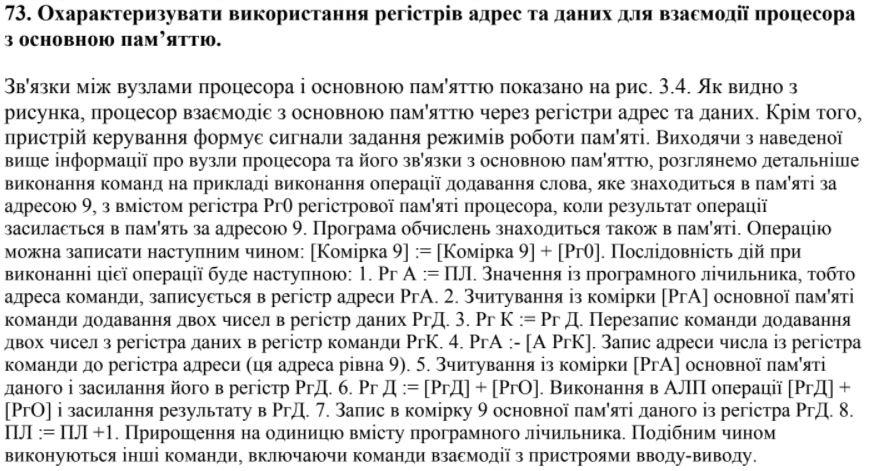 73. Охарактеризувати використання регістрів адрес та даних для взаємодії процесора
з основною пам’яттю.
Зв'язки між вузлами процесора і основною пам'яттю показано на рис. 3.4. Як видно з
рисунка, процесор взаємодіє з основною пам'яттю через регістри адрес та даних. Крім того,
пристрій керування формує сигнали задання режимів роботи пам'яті. Виходячи з наведеної
вище інформації про вузли процесора та його зв'язки з основною пам'яттю, розглянемо детальніше
виконання команд на прикладі виконання операції додавання слова, яке знаходиться в пам'яті за
адресою 9, з вмістом регістра Рг0 регістрової пам'яті процесора, коли результат операції
засилається в пам'ять за адресою 9. Програма обчислень знаходиться також в пам'яті. Операцію
можна записати наступним чином: [Комірка 9] := [Комірка 9] + [Рг0]. Послідовність дій при
виконанні цієї операції буде наступною: 1. Рг А := ПЛ. Значення із програмного лічильника, тобто
адреса команди, записується в регістр адреси РгА. 2. Зчитування із комірки [РгА] основної пам'яті
команди додавання двох чисел в регістр даних РгД. 3. Рг К := Рг Д. Перезапис команди додавання
двох чисел з регістра даних в регістр команди РгК. 4. РгА :- [А РгК]. Запис адреси числа із регістра
команди до регістра адреси (ця адреса рівна 9). 5. Зчитування із комірки [РгА] основної пам'яті
даного і засилання його в регістр РгД. 6. Рг Д := [РгД] + [РгО]. Виконання в АЛП операції [РгД] +
[РгО] і засилання результату в РгД. 7. Запис в комірку 9 основної пам'яті даного із регістра РгД. 8.
ПЛ := ПЛ +1. Прирощення на одиницю вмісту програмного лічильника. Подібним чином
виконуються інші команди, включаючи команди взаємодії з пристроями вводу-виводу.